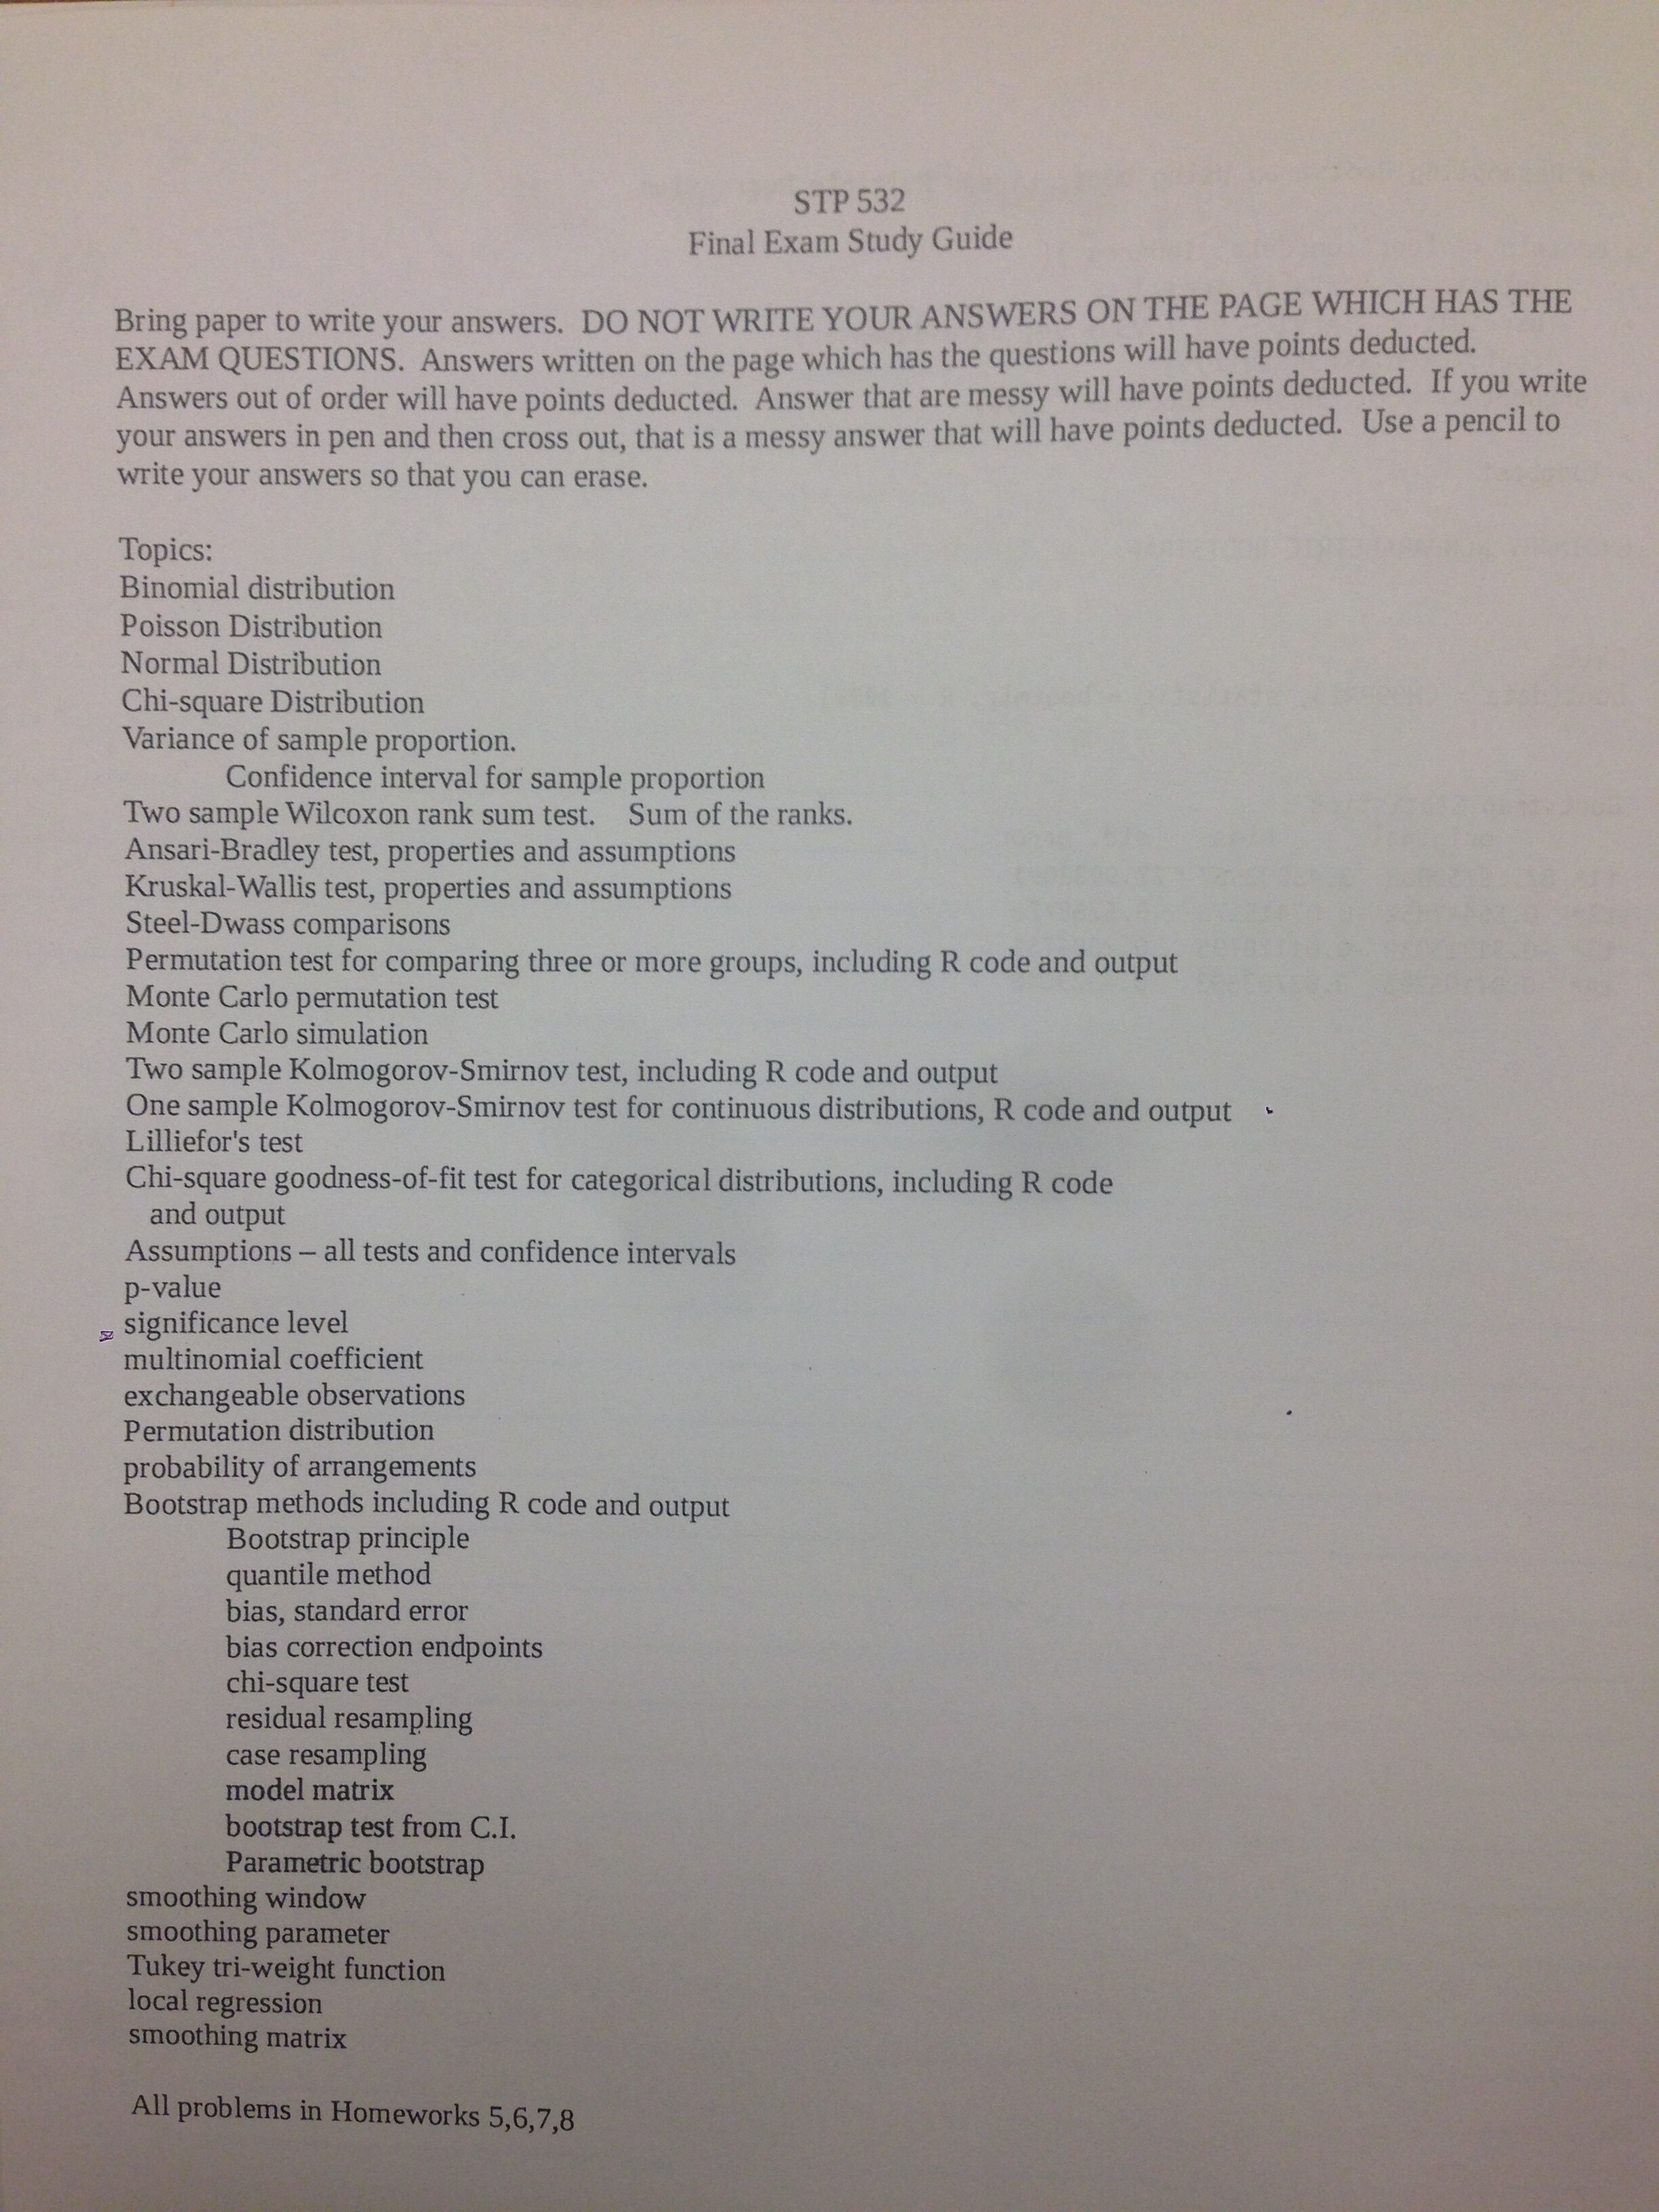 STP 532
Final Exam Study Guide
Bring paper to write your answers. DO NOT WRITE YOUR ANSWERS ON THE PAGE WHICH HAS THE
EXAM QUESTIONS. Answers written on the page which has the questions will have points deducted.
Answers out of order will have points deducted. Answer that are messy will have points deducted. If you write
your answers in pen and then cross out, that is a messy answer that will have points deducted. Use a pencil to
write your answers so that you can erase.
Topics:
Binomial distribution
Poisson Distribution
Normal Distribution
Chi-square Distribution
Variance of sample proportion.
Confidence interval for sample proportion
Two sample Wilcoxon rank sum test. Sum of the ranks.
Ansari-Bradley test, properties and assumptions
Kruskal-Wallis test, properties and assumptions
Steel-Dwass comparisons
Permutation test for comparing three or more groups, including R code and output
Monte Carlo permutation test
Monte Carlo simulation
Two sample Kolmogorov-Smirnov test, including R code and output
One sample Kolmogorov-Smirnov test for continuous distributions, R code and output
Lilliefor's test
Chi-square goodness-of-fit test for categorical distributions, including R code
and output
Assumptions – all tests and confidence intervals
p-value
significance level
multinomial coefficient
exchangeable observations
Permutation distribution
probability of arrangements
Bootstrap methods including R code and output
Bootstrap principle
quantile method
bias, standard error
bias correction endpoints
chi-square test
residual resampling
case resampling
model matrix
bootstrap test from C.I.
Parametric bootstrap
smoothing window
smoothing parameter
Tukey tri-weight function
local regression
smoothing matrix
All problems in Homeworks 5,6,7,8